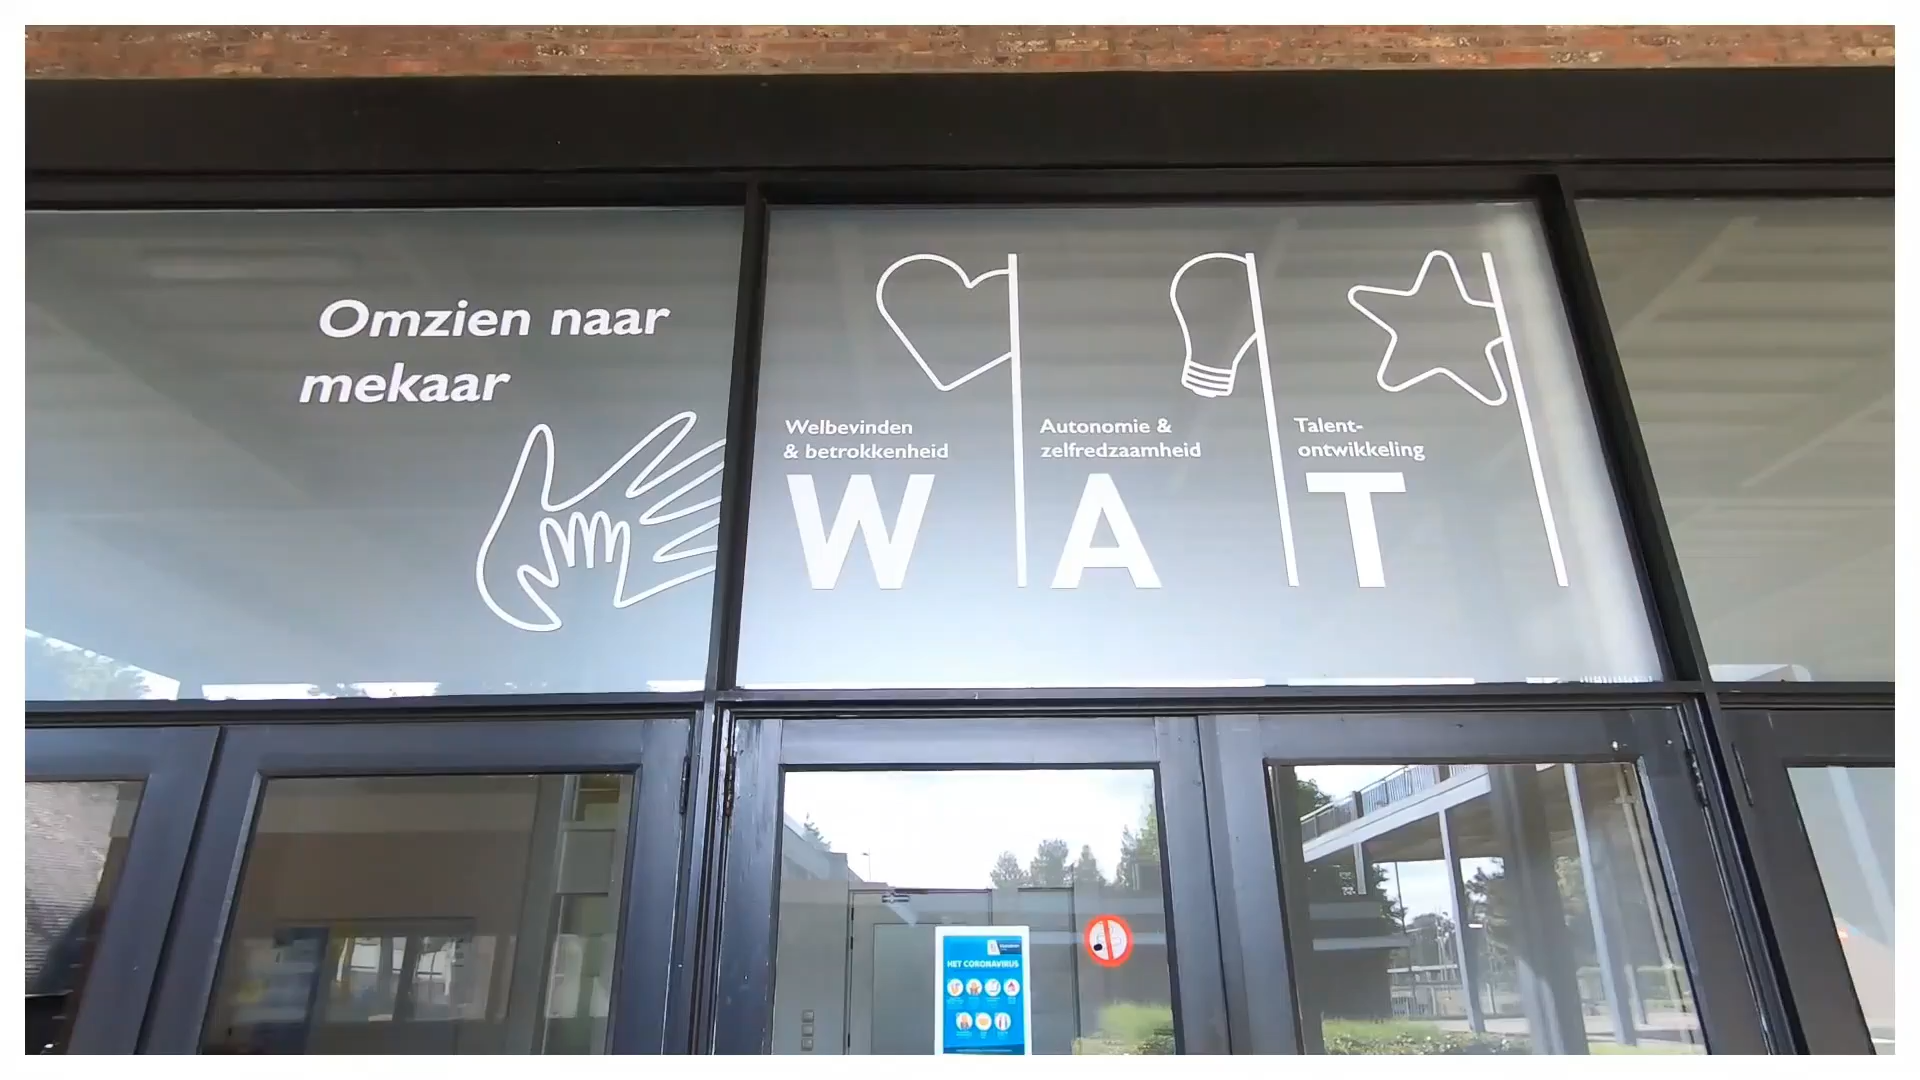 Omzien naar
mekaar
Welbevinden
& betrokkenheid
W
Autonomie &
zelfredzaamheid
A
Talent-
ontwikkeling
T
HET CORONAVIRUS